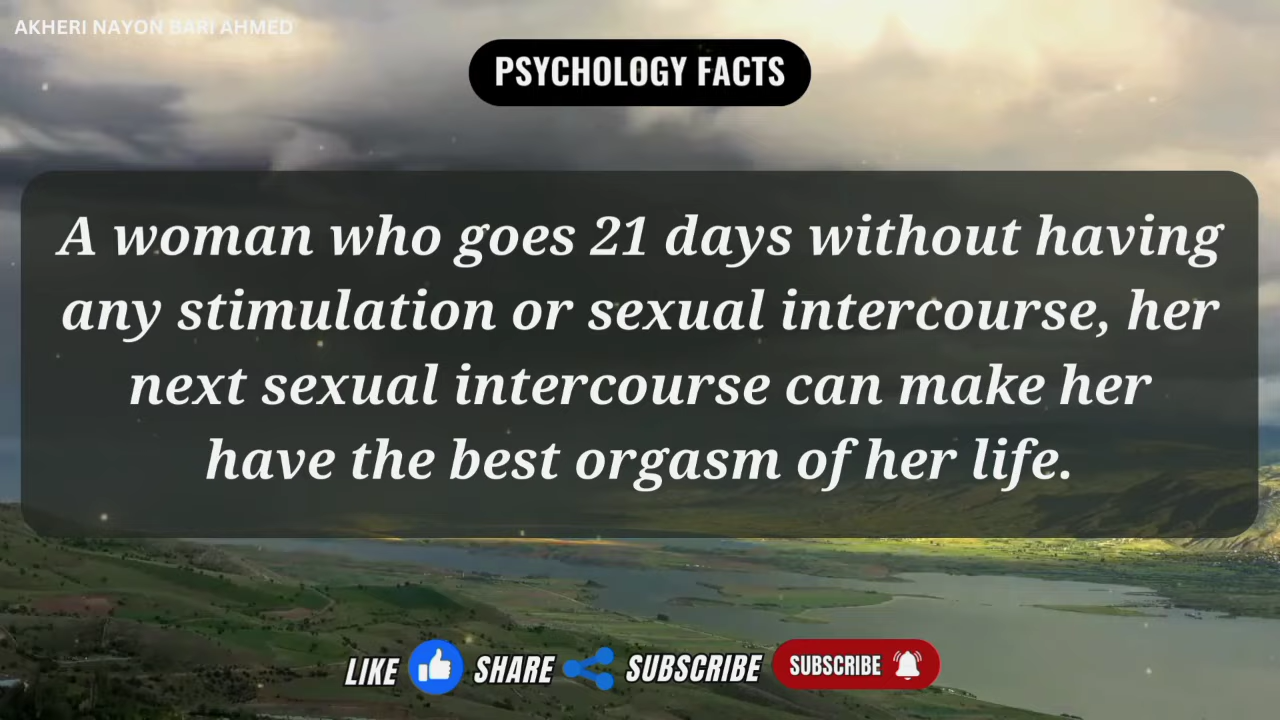 AKHERI NAYON BARI AHMED
PSYCHOLOGY FACTS
A woman who goes 21 days without having
any stimulation or sexual intercourse, her
next sexual intercourse can make her
have the best orgasm of her life.
LIKE SHARE SUBSCRIBE SUBSCRIBE